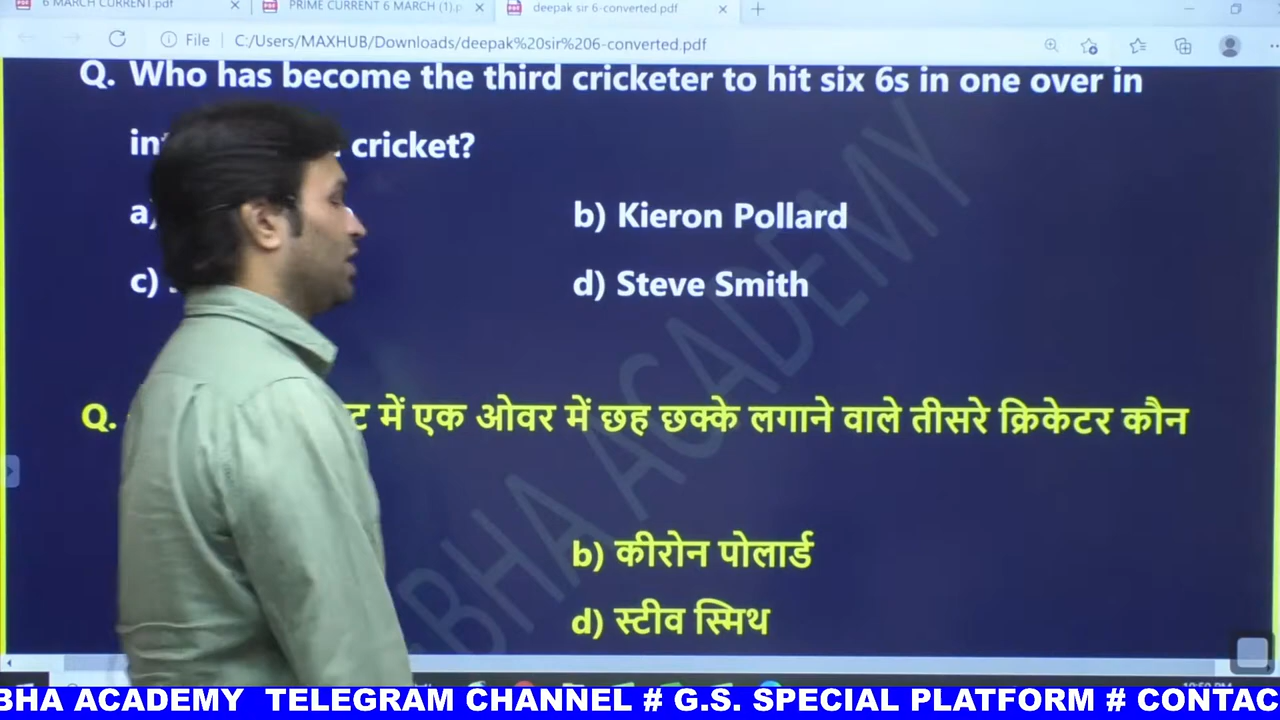 6 MARCH CURRENT.pdf
PRIME CURRENT 6 MARCH (1).p
deepak sir 6-converted.pdf
File C:/Users/MAXHUB/Downloads/deepak%20sir%206-converted.pdf
Q. Who has become the third cricketer to hit six 6s in one over in
cricket?
a) b) Kieron Pollard
c) d) Steve Smith
Q. में एक ओवर में छह छक्के लगाने वाले तीसरे क्रिकेटर कौन
b) कीरोन पोलार्ड
d) स्टीव स्मिथ
BHA ACADEMY
BHA ACADEMY TELEGRAM CHANNEL # G.S. SPECIAL PLATFORM # CONTAC